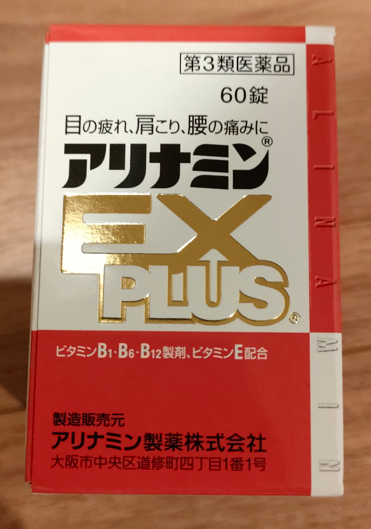 第3類医薬品
60錠
目の疲れ、肩こり、腰の痛みに
アリナミン®
EX
PLUS®
ビタミンB1・B6・B12製剤、ビタミンE配合
製造販売元
アリナミン製薬株式会社
大阪市中央区道修町四丁目1番1号
ALINAMIN